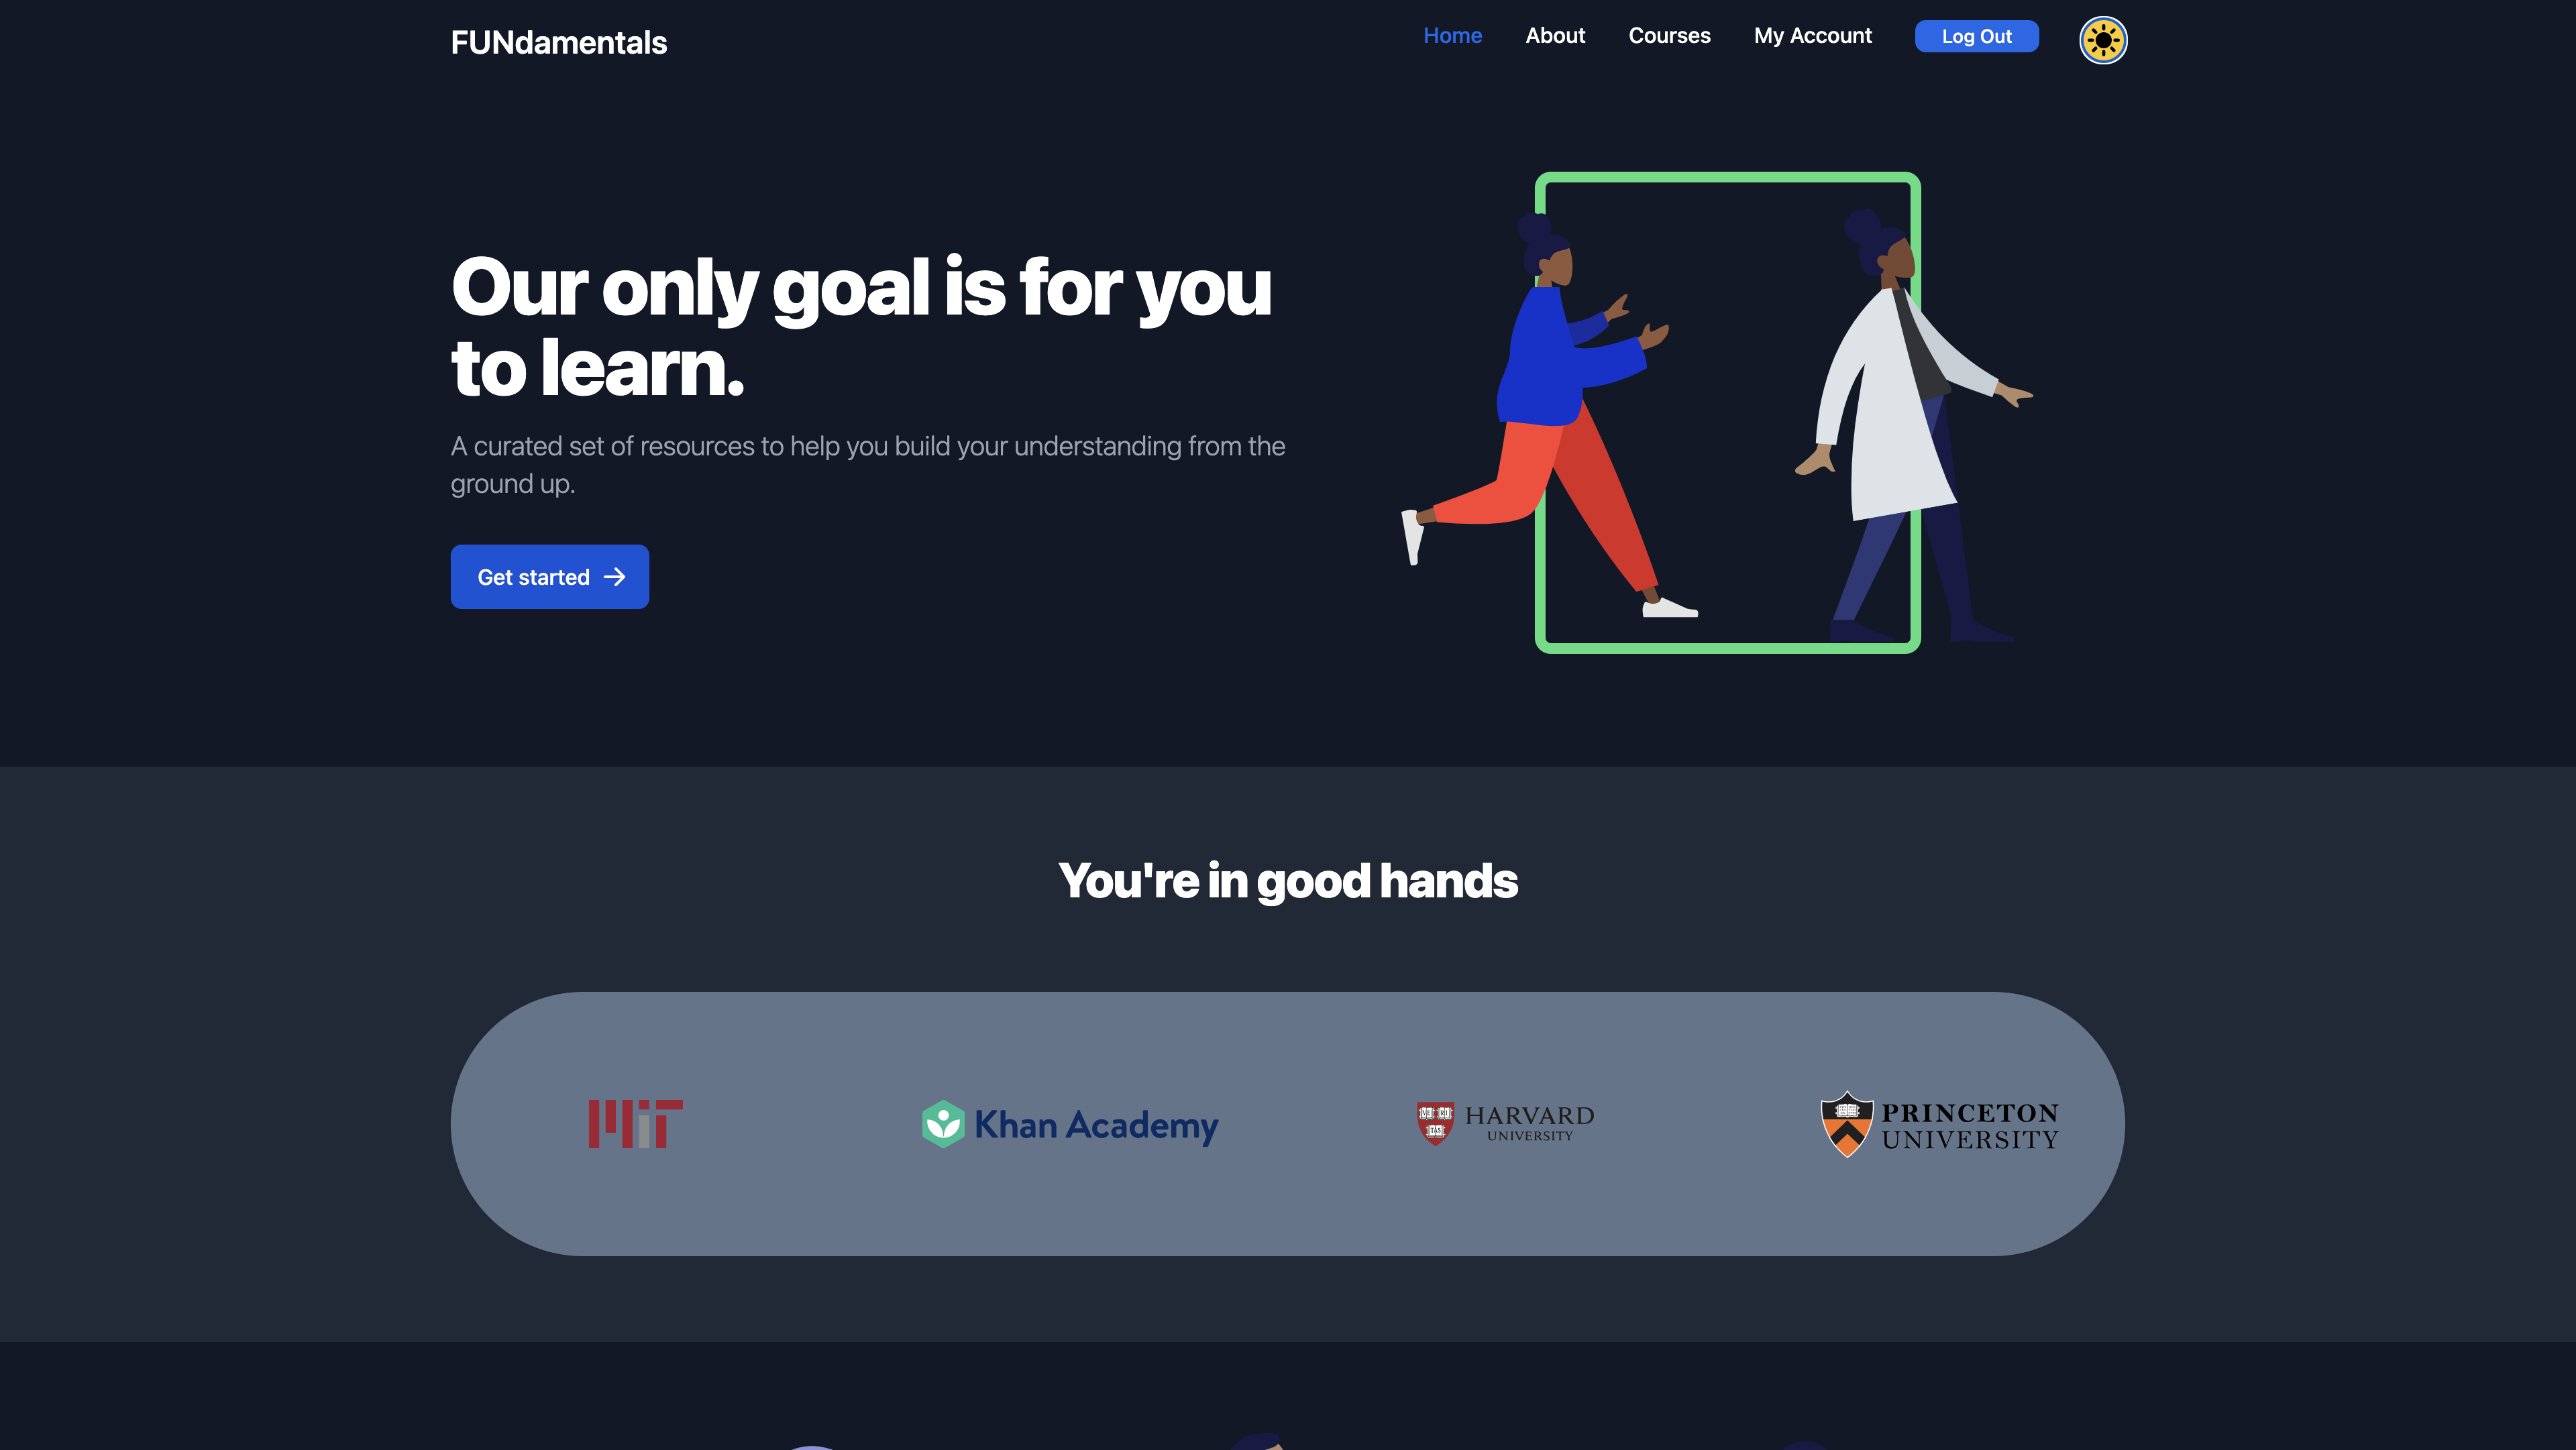 FUNdamentals
Home
About
Courses
My Account
Log Out
Our only goal is for you
to learn.
A curated set of resources to help you build your understanding from the
ground up.
Get started
You're in good hands
MIT
Khan Academy
HARVARD
UNIVERSITY
PRINCETON
UNIVERSITY